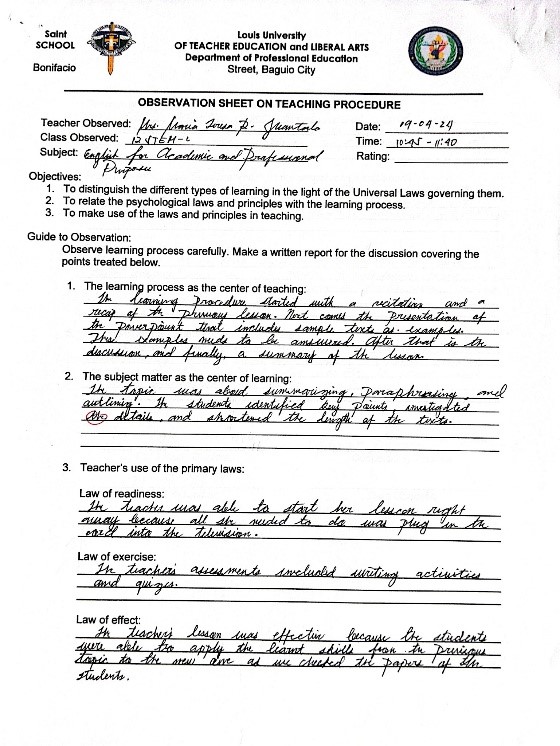 Saint Louis University
SCHOOL OF TEACHER EDUCATION and LIBERAL ARTS
Department of Professional Education
Bonifacio Street, Baguio City
OBSERVATION SHEET ON TEACHING PROCEDURE
Teacher Observed: Mrs. Maria Teresa R. Date: 19-09-24
Class Observed: 12 STEM-L Time: 10:45 - 11:40
Subject: English for Academic and Professional Rating:
Purposes
Objectives:
1. To distinguish the different types of learning in the light of the Universal Laws governing them.
2. To relate the psychological laws and principles with the learning process.
3. To make use of the laws and principles in teaching.
Guide to Observation:
Observe learning process carefully. Make a written report for the discussion covering the
points treated below.
1. The learning process as the center of teaching:
The learning procedure started with a recitation and a
recap of the previous lesson. Next comes the presentation of
the powerpoint that includes sample texts as examples.
These samples needs to be answered. After that is the
discussion, and finally, a summary of the lesson.
2. The subject matter as the center of learning:
The topic was about summarizing, paraphrasing, and
outlining. The students identified key points, investigated
the details, and shortened the length of the texts.
3. Teacher's use of the primary laws:
Law of readiness:
The teacher was able to start her lesson right
away because all she needed to do was plug in the
cord into the television.
Law of exercise:
The teacher's assessments included writing activities
and quizes.
Law of effect:
The teacher's lesson was effective because the students
were able to apply the learnt skills from the previous
topic to the new one as we checked the papers of the
students.